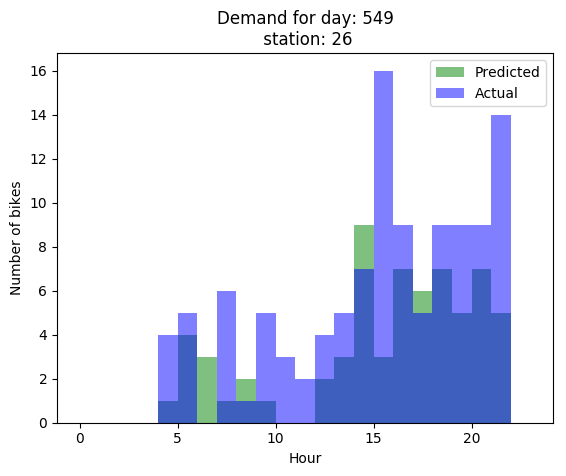 Demand for day: 549
station: 26
Predicted
Actual
Number of bikes
16
14
12
10
8
6
4
2
0
0 5 10 15 20
Hour